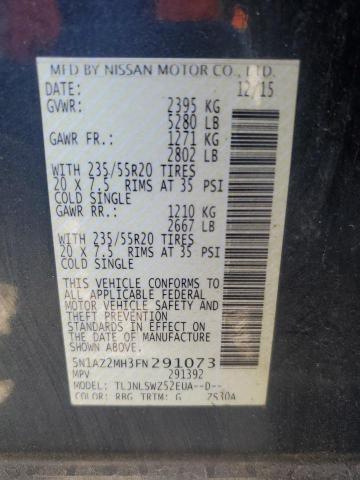 MFD BY NISSAN MOTOR CO., LTD.
DATE: 12/15
GVWR: 2395 KG
5280 LB
GAWR FR.: 1271 KG
2802 LB
WITH 235/55R20 TIRES
20 X 7.5 RIMS AT 35 PSI
COLD SINGLE
GAWR RR.: 1210 KG
2667 LB
WITH 235/55R20 TIRES
20 X 7.5 RIMS AT 35 PSI
COLD SINGLE
THIS VEHICLE CONFORMS TO
ALL APPLICABLE FEDERAL
MOTOR VEHICLE SAFETY AND
THEFT PREVENTION
STANDARDS IN EFFECT ON
THE DATE OF MANUFACTURE
SHOWN ABOVE.
5N1AZ2MH3FN291073
MPV 291392
MODEL: TLJNLSWZ52EUA--D--
COLOR: RBG TRIM: G ZS30A